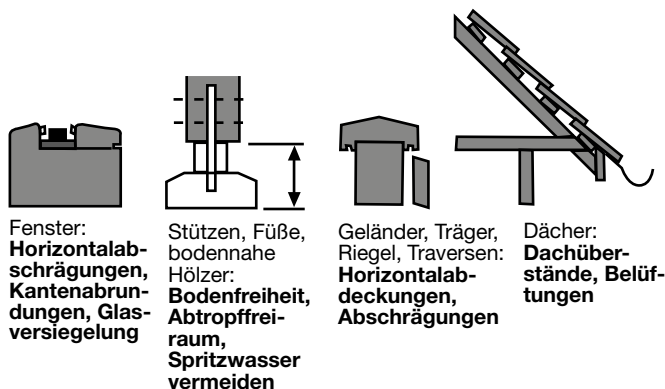 Fenster:
Horizontalab-
schrägungen,
Kantenabrun-
dungen, Glas-
versiegelung
Stützen, Füße,
bodennahe
Hölzer:
Bodenfreiheit,
Abtropffrei-
raum,
Spritzwasser
vermeiden
Geländer, Träger,
Riegel, Traversen:
Horizontalab-
deckungen,
Abschrägungen
Dächer:
Dachüber-
stände, Belüf-
tungen